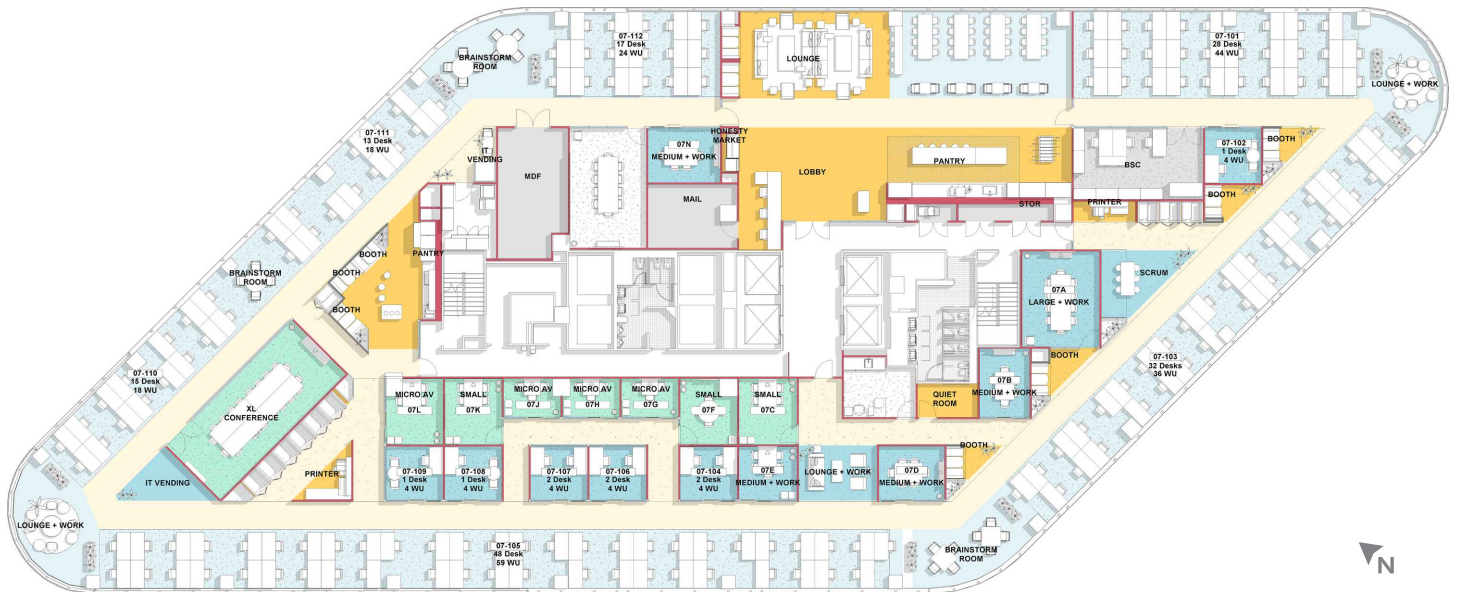 07-112
17 Desk
24 WU
BRAINSTORM
ROOM
LOUNGE
07-101
28 Desk
44 WU
LOUNGE + WORK
07-111
13 Desk
18 WU
IT
VENDING
MDF
07N
MEDIUM + WORK
HONESTY
MARKET
MAIL
LOBBY
PANTRY
STOR
BSC
07-102
1 Desk
4 WU
BOOTH
BOOTH
PRINTER
BRAINSTORM
ROOM
BOOTH
BOOTH
BOOTH
PANTRY
07A
LARGE + WORK
SCRUM
07-103
32 Desks
36 WU
BOOTH
07B
MEDIUM + WORK
QUIET
ROOM
07-110
15 Desk
18 WU
XL
CONFERENCE
MICRO AV
07L
SMALL
07K
MICRO AV
07J
MICRO AV
07H
MICRO AV
07G
SMALL
07F
SMALL
07C
IT VENDING
PRINTER
07-109
1 Desk
4 WU
07-108
1 Desk
4 WU
07-107
2 Desk
4 WU
07-106
2 Desk
4 WU
07-104
2 Desk
4 WU
07E
MEDIUM + WORK
LOUNGE + WORK
07D
MEDIUM + WORK
BOOTH
LOUNGE + WORK
07-105
48 Desk
59 WU
BRAINSTORM
ROOM
N